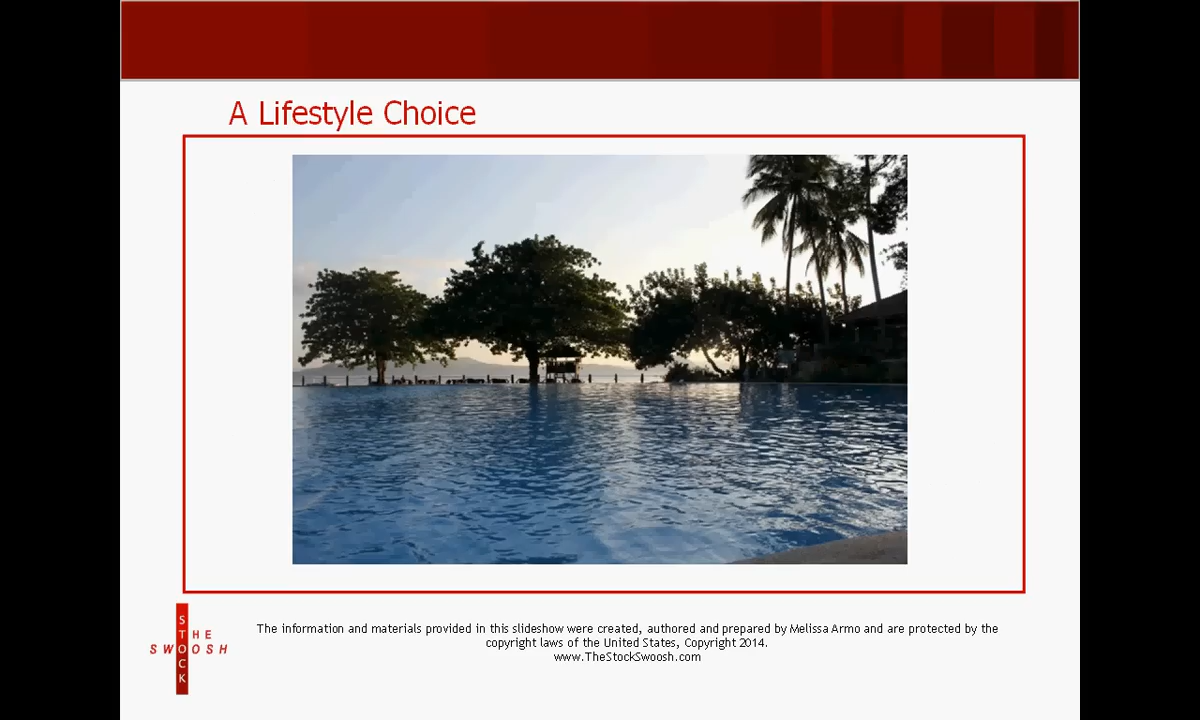 A Lifestyle Choice
THE
STOCK
SWOOSH
The information and materials provided in this slideshow were created, authored and prepared by Melissa Armo and are protected by the
copyright laws of the United States, Copyright 2014.
www.TheStockSwoosh.com